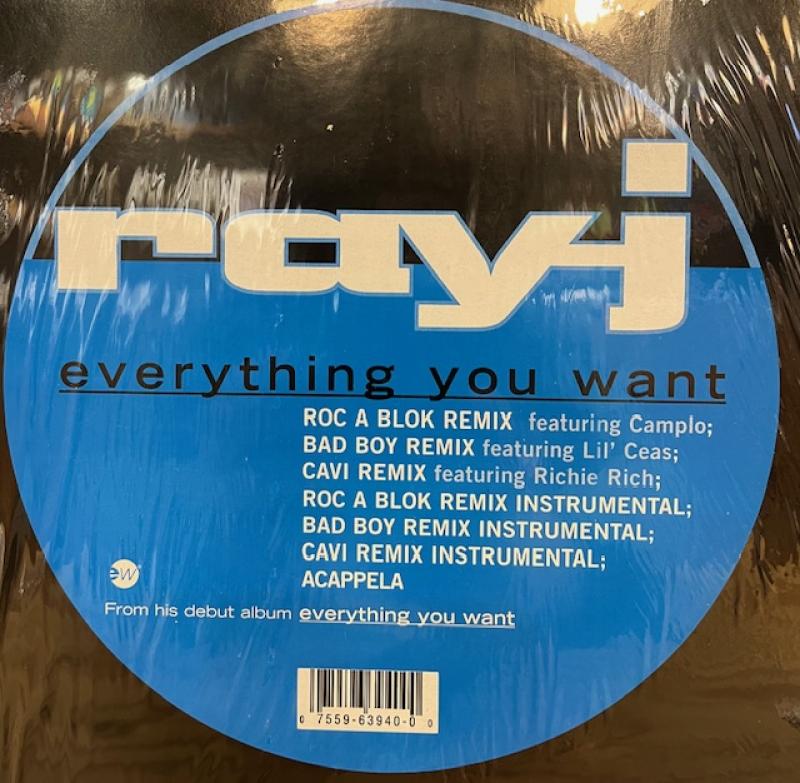 ray-j
everything you want
ROC A BLOK REMIX featuring Camplo;
BAD BOY REMIX featuring Lil' Ceas;
CAVI REMIX featuring Richie Rich;
ROC A BLOK REMIX INSTRUMENTAL;
BAD BOY REMIX INSTRUMENTAL;
CAVI REMIX INSTRUMENTAL;
ACAPPELA
ew
From his debut album everything you want
0 7559-63940-0 0